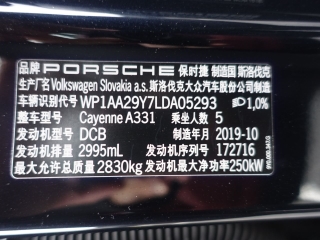 品牌 PORSCHE 保时捷 制造国 斯洛伐克
生产厂名 Volkswagen Slovakia a.s. 斯洛伐克大众汽车股份公司制造
车辆识别代号 WP1AA29Y7LDA05293 1,0%
整车型号 Cayenne A331 乘坐人数 5
发动机型号 DCB 制造年月 2019-10
发动机排量 2995mL 发动机序列号 172716
最大允许总质量 2830kg 发动机最大净功率 250kW